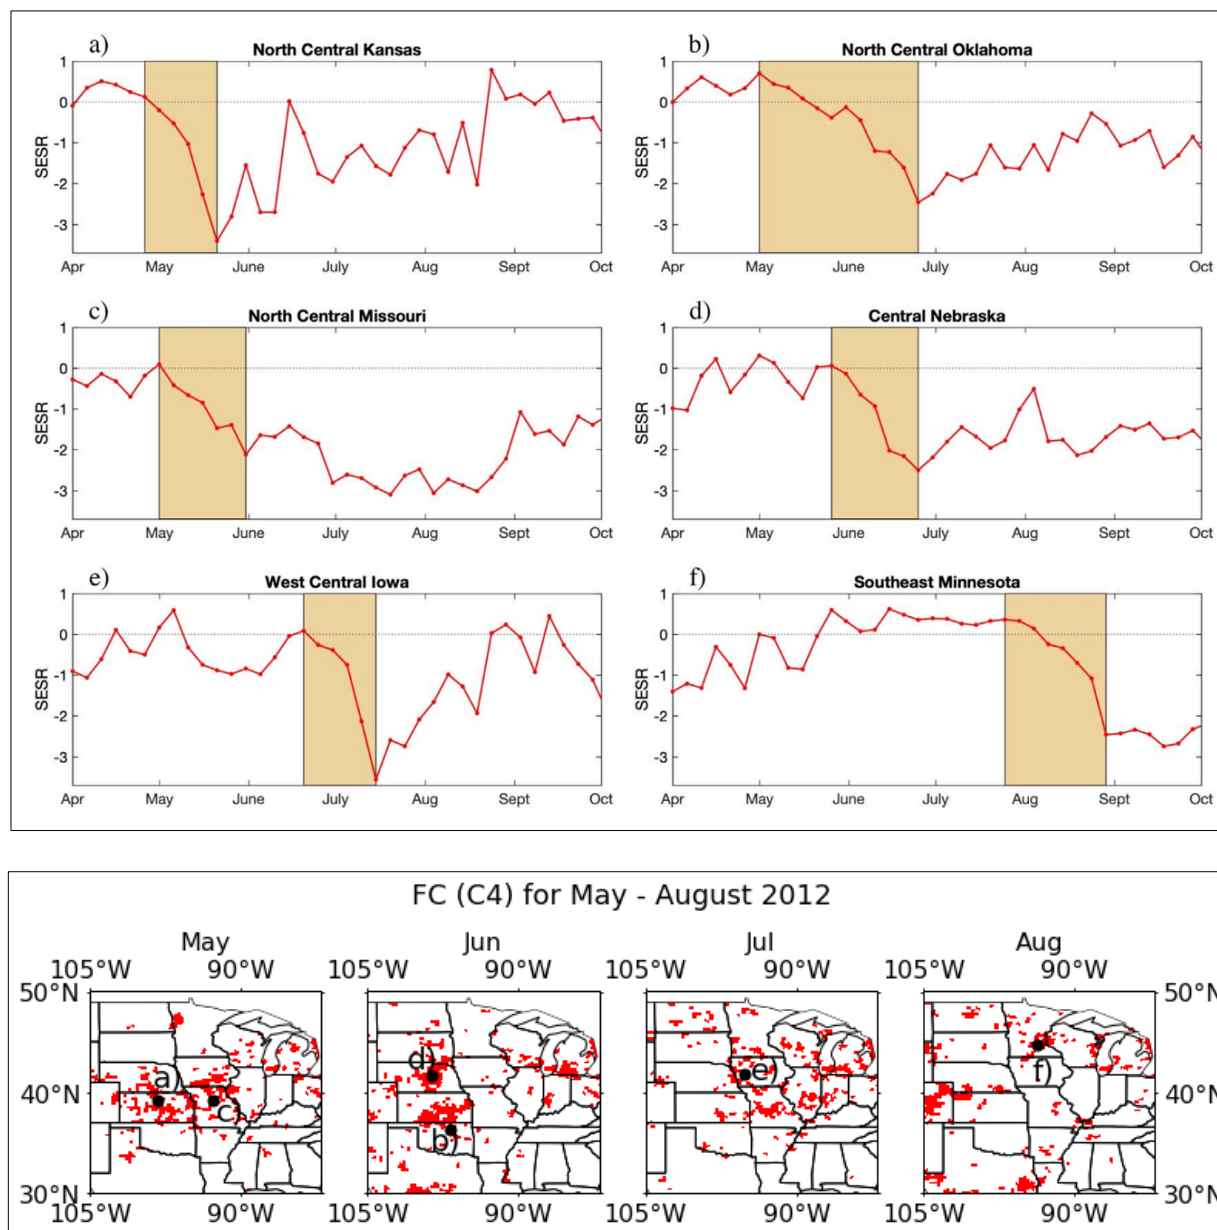 a)
North Central Kansas
SESR
1
0
-1
-2
-3
Apr May June July Aug Sept Oct
b)
North Central Oklahoma
SESR
1
0
-1
-2
-3
Apr May June July Aug Sept Oct
c)
North Central Missouri
SESR
1
0
-1
-2
-3
Apr May June July Aug Sept Oct
d)
Central Nebraska
SESR
1
0
-1
-2
-3
Apr May June July Aug Sept Oct
e)
West Central Iowa
SESR
1
0
-1
-2
-3
Apr May June July Aug Sept Oct
f)
Southeast Minnesota
SESR
1
0
-1
-2
-3
Apr May June July Aug Sept Oct
FC (C4) for May - August 2012
May Jun Jul Aug
105°W 90°W 105°W 90°W 105°W 90°W 105°W 90°W
50°N 50°N
a) d) e) f)
40°N 40°N
c) b)
30°N 30°N
105°W 90°W 105°W 90°W 105°W 90°W 105°W 90°W